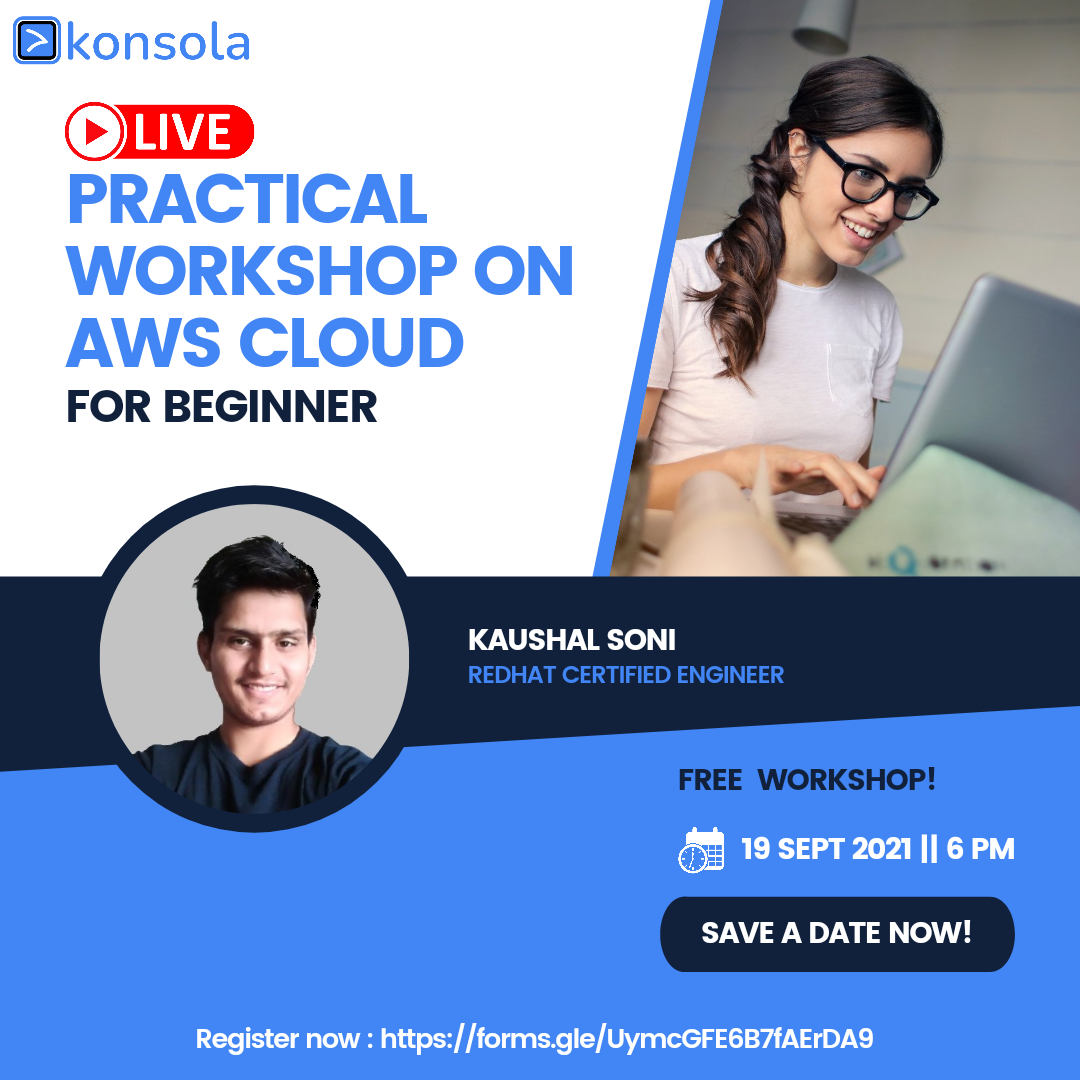 konsola
LIVE
PRACTICAL
WORKSHOP ON
AWS CLOUD
FOR BEGINNER
KAUSHAL SONI
REDHAT CERTIFIED ENGINEER
FREE WORKSHOP!
19 SEPT 2021 || 6 PM
SAVE A DATE NOW!
Register now : https://forms.gle/UymcGFE6B7fAErDA9